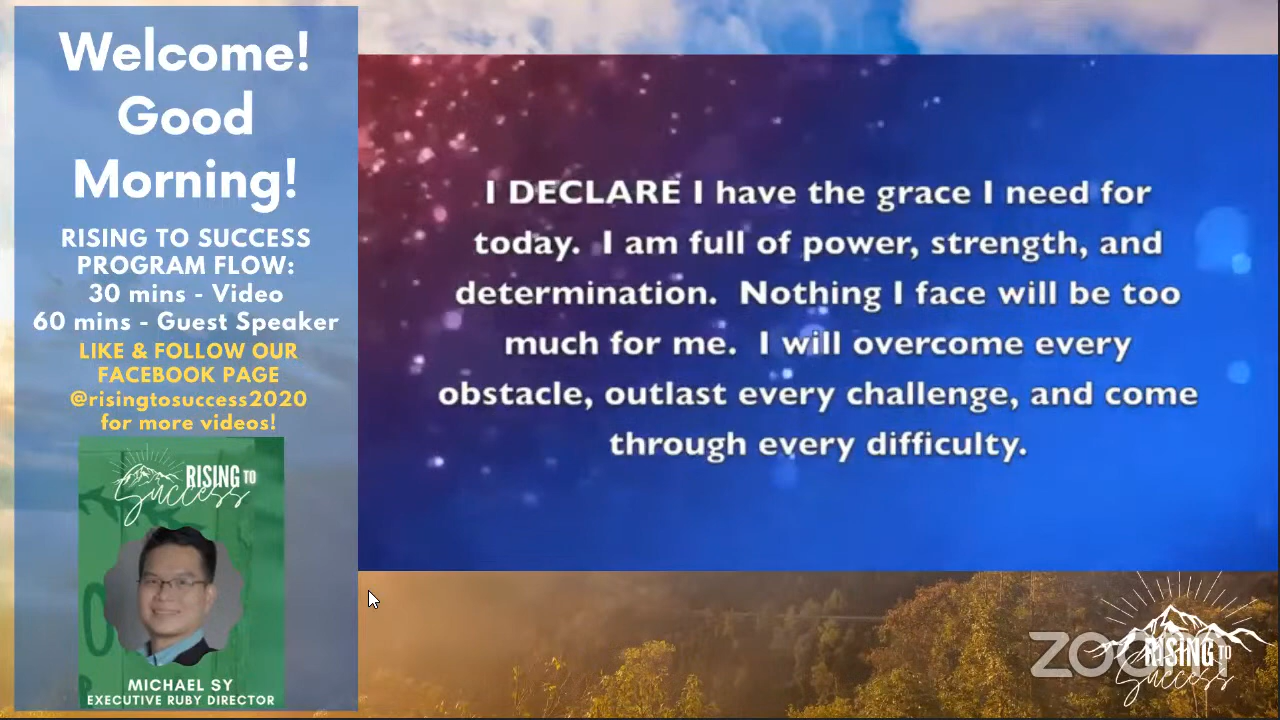 Welcome!
Good
Morning!
RISING TO SUCCESS
PROGRAM FLOW:
30 mins - Video
60 mins - Guest Speaker
LIKE & FOLLOW OUR
FACEBOOK PAGE
@risingtosuccess2020
for more videos!
RISING TO
Success
MICHAEL SY
EXECUTIVE RUBY DIRECTOR
I DECLARE I have the grace I need for
today. I am full of power, strength, and
determination. Nothing I face will be too
much for me. I will overcome every
obstacle, outlast every challenge, and come
through every difficulty.
zoom
RISING TO
Success